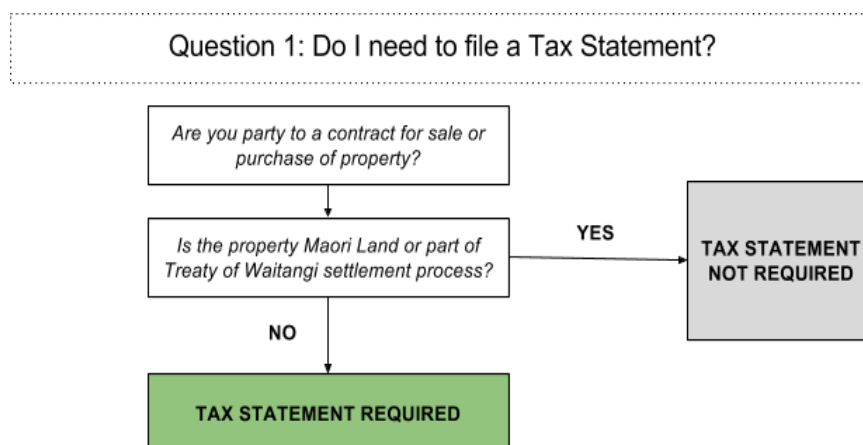 Question 1: Do I need to file a Tax Statement?
Are you party to a contract for sale or
purchase of property?
Is the property Maori Land or part of
Treaty of Waitangi settlement process?
YES
TAX STATEMENT
NOT REQUIRED
NO
TAX STATEMENT REQUIRED